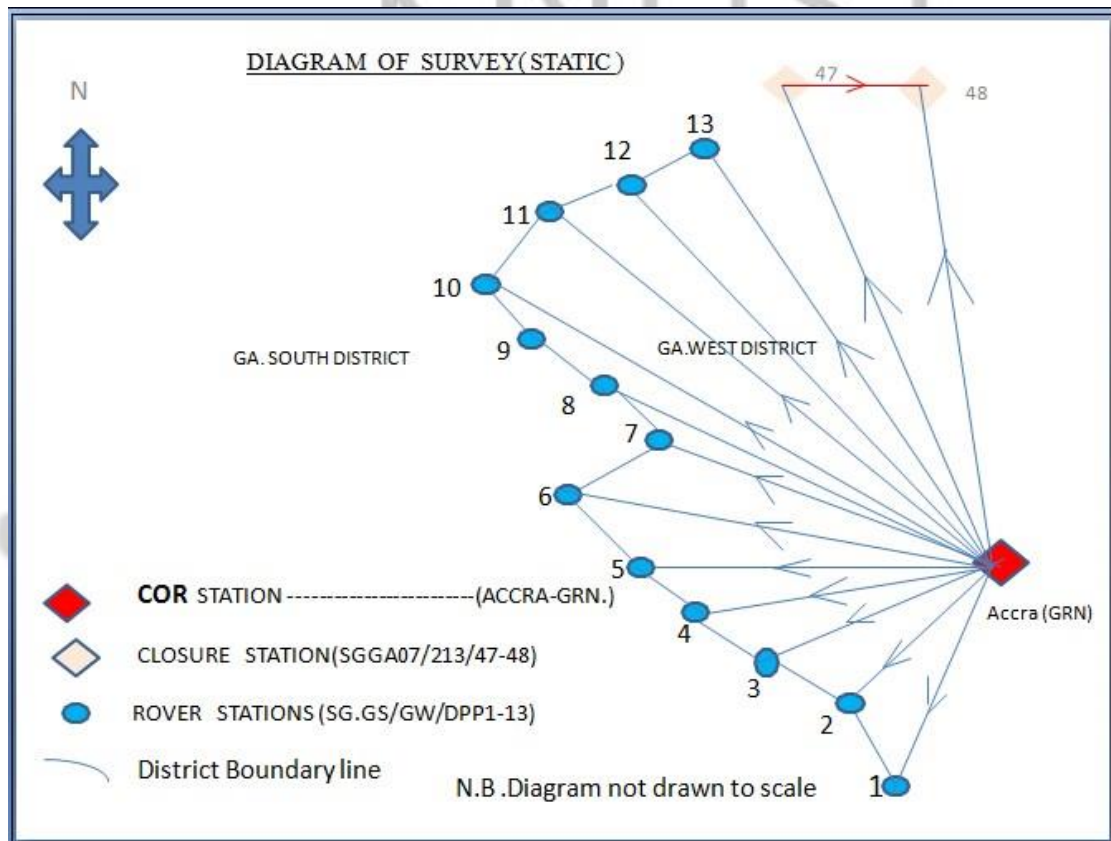 DIAGRAM OF SURVEY(STATIC)
N
47
48
13
12
11
10
9
GA. SOUTH DISTRICT
GA.WEST DISTRICT
8
7
6
5
4
3
2
1
Accra (GRN)
COR STATION ------------------------(ACCRA-GRN.)
CLOSURE STATION(SGGA07/213/47-48)
ROVER STATIONS (SG.GS/GW/DPP1-13)
District Boundary line
N.B .Diagram not drawn to scale